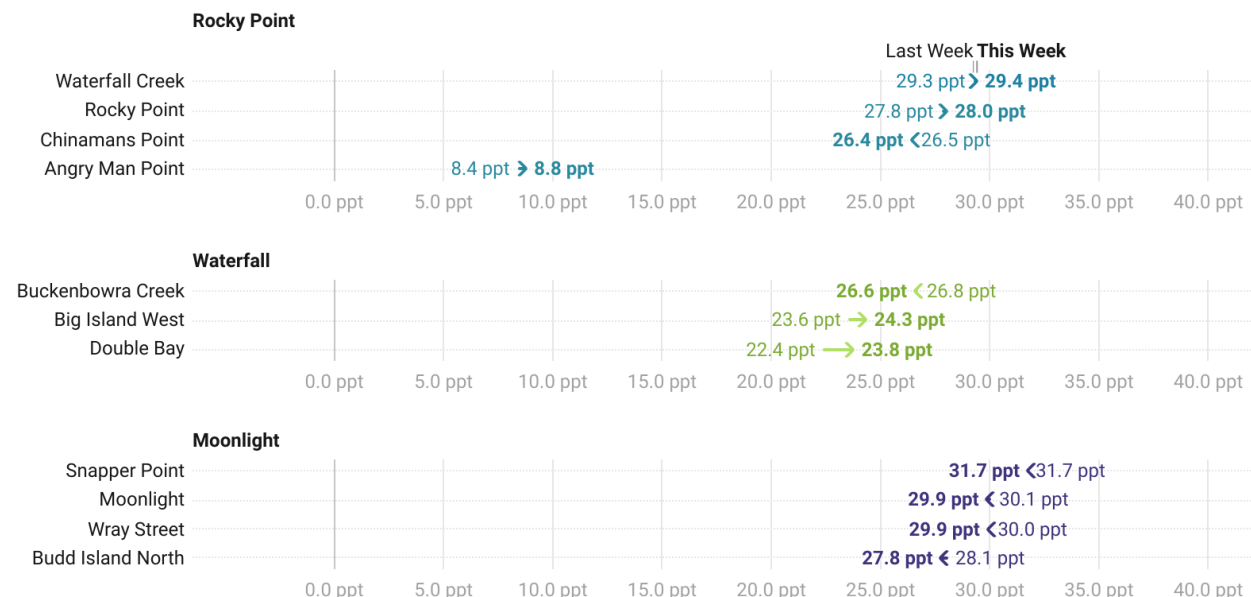 Rocky Point
Last Week This Week
Waterfall Creek 29.3 ppt 29.4 ppt
Rocky Point 27.8 ppt 28.0 ppt
Chinamans Point 26.4 ppt 26.5 ppt
Angry Man Point 8.4 ppt 8.8 ppt
0.0 ppt 5.0 ppt 10.0 ppt 15.0 ppt 20.0 ppt 25.0 ppt 30.0 ppt 35.0 ppt 40.0 ppt
Waterfall
Buckenbowra Creek 26.6 ppt 26.8 ppt
Big Island West 23.6 ppt 24.3 ppt
Double Bay 22.4 ppt 23.8 ppt
0.0 ppt 5.0 ppt 10.0 ppt 15.0 ppt 20.0 ppt 25.0 ppt 30.0 ppt 35.0 ppt 40.0 ppt
Moonlight
Snapper Point 31.7 ppt 31.7 ppt
Moonlight 29.9 ppt 30.1 ppt
Wray Street 29.9 ppt 30.0 ppt
Budd Island North 27.8 ppt 28.1 ppt
0.0 ppt 5.0 ppt 10.0 ppt 15.0 ppt 20.0 ppt 25.0 ppt 30.0 ppt 35.0 ppt 40.0 ppt